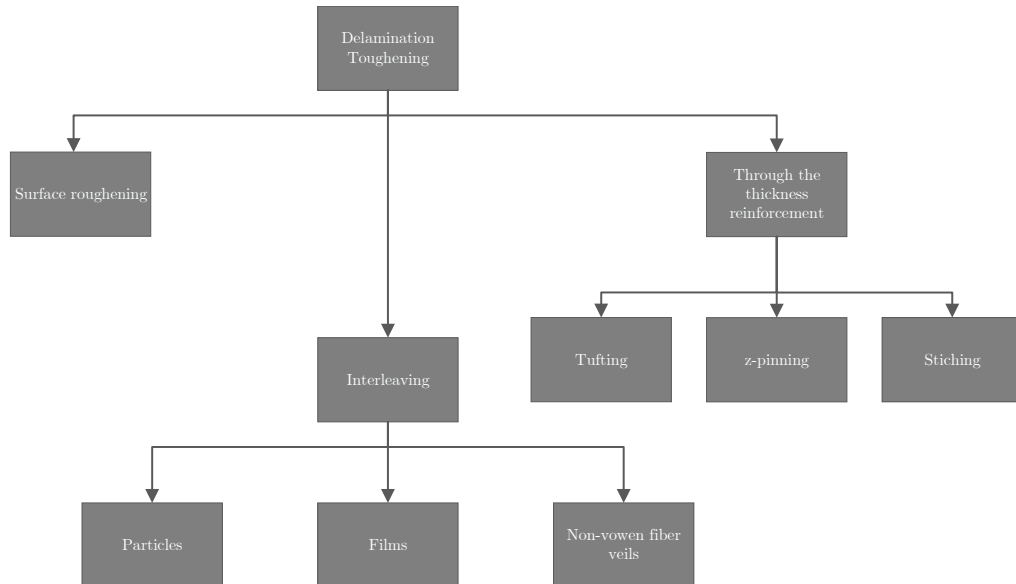 Delamination
Toughening
Surface roughening
Through the
thickness
reinforcement
Tufting
z-pinning
Stiching
Interleaving
Particles
Films
Non-vowen fiber
veils